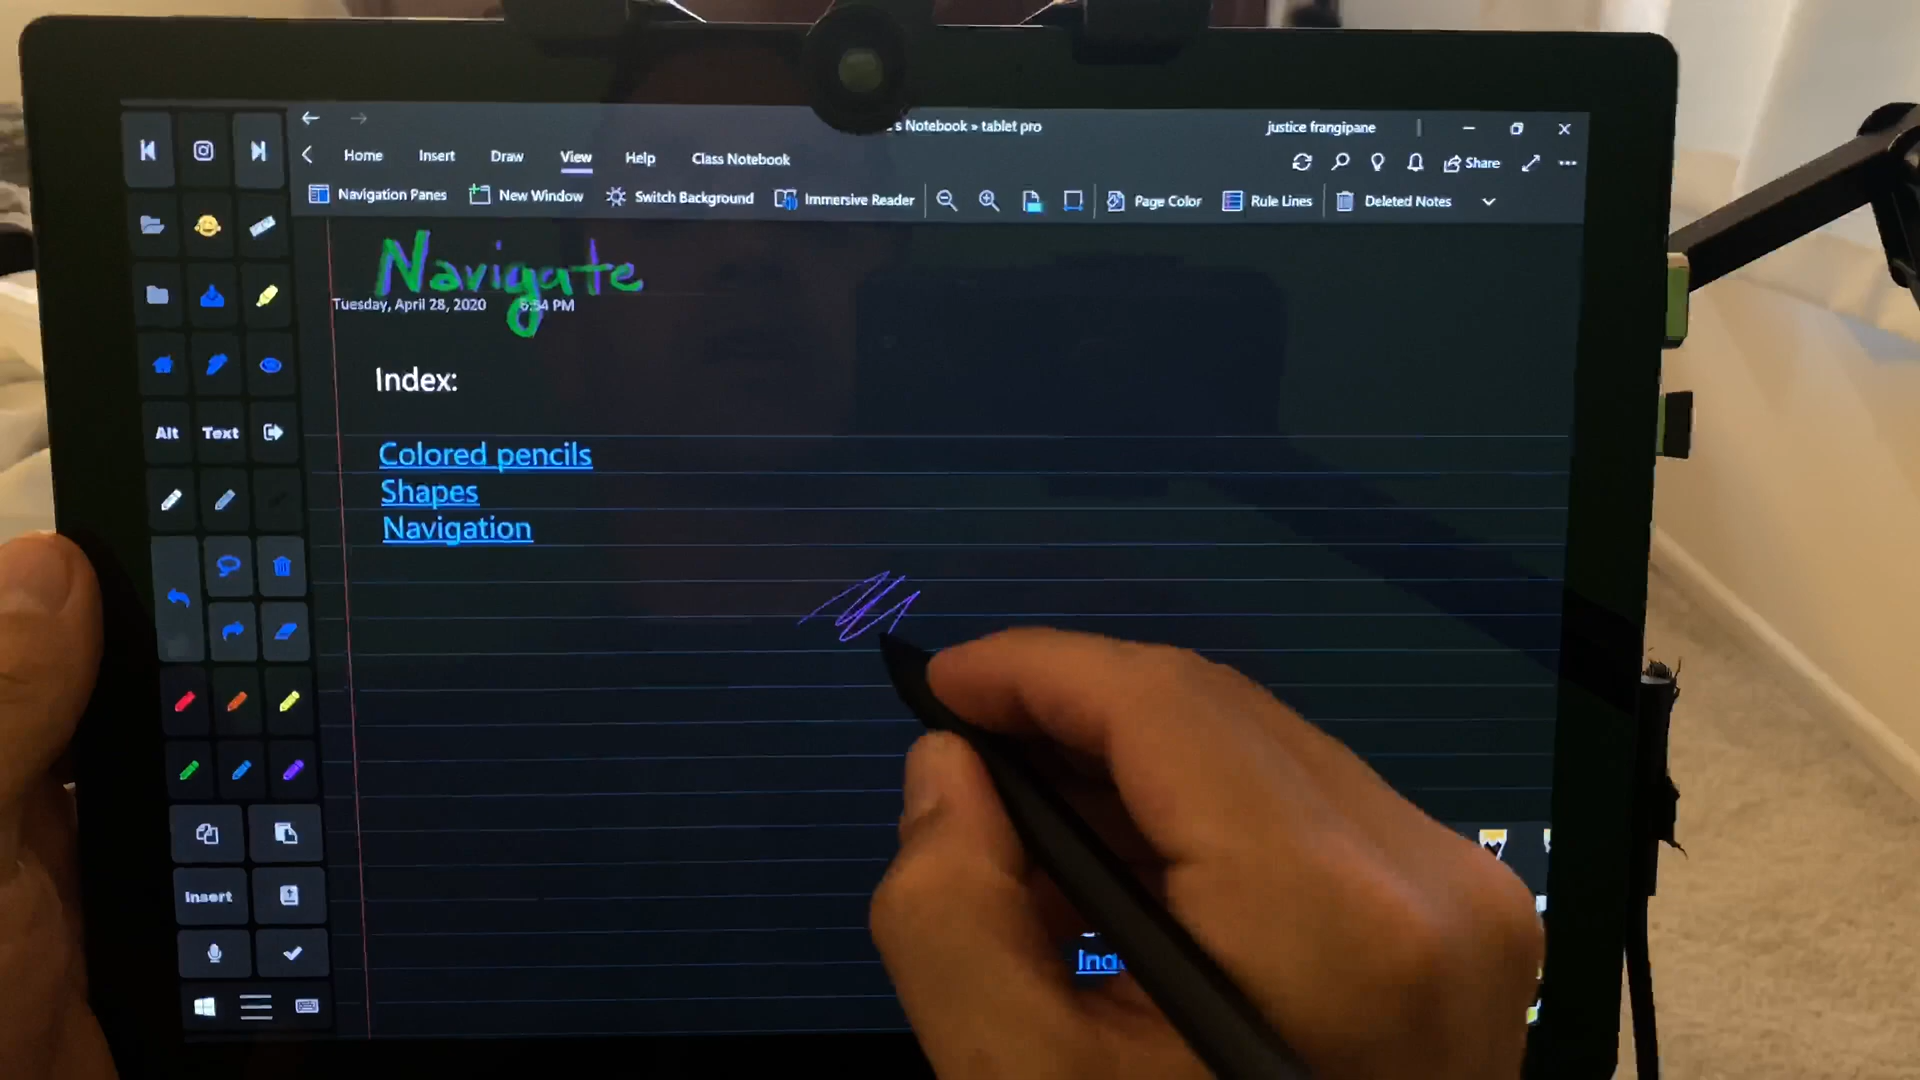 's Notebook » tablet pro
justice frangipane
Home Insert Draw View Help Class Notebook
Share
Navigation Panes New Window Switch Background Immersive Reader Page Color Rule Lines Deleted Notes
Navigate
Tuesday, April 28, 2020 6:54 PM
Index:
Colored pencils
Shapes
Navigation
Alt Text
Insert